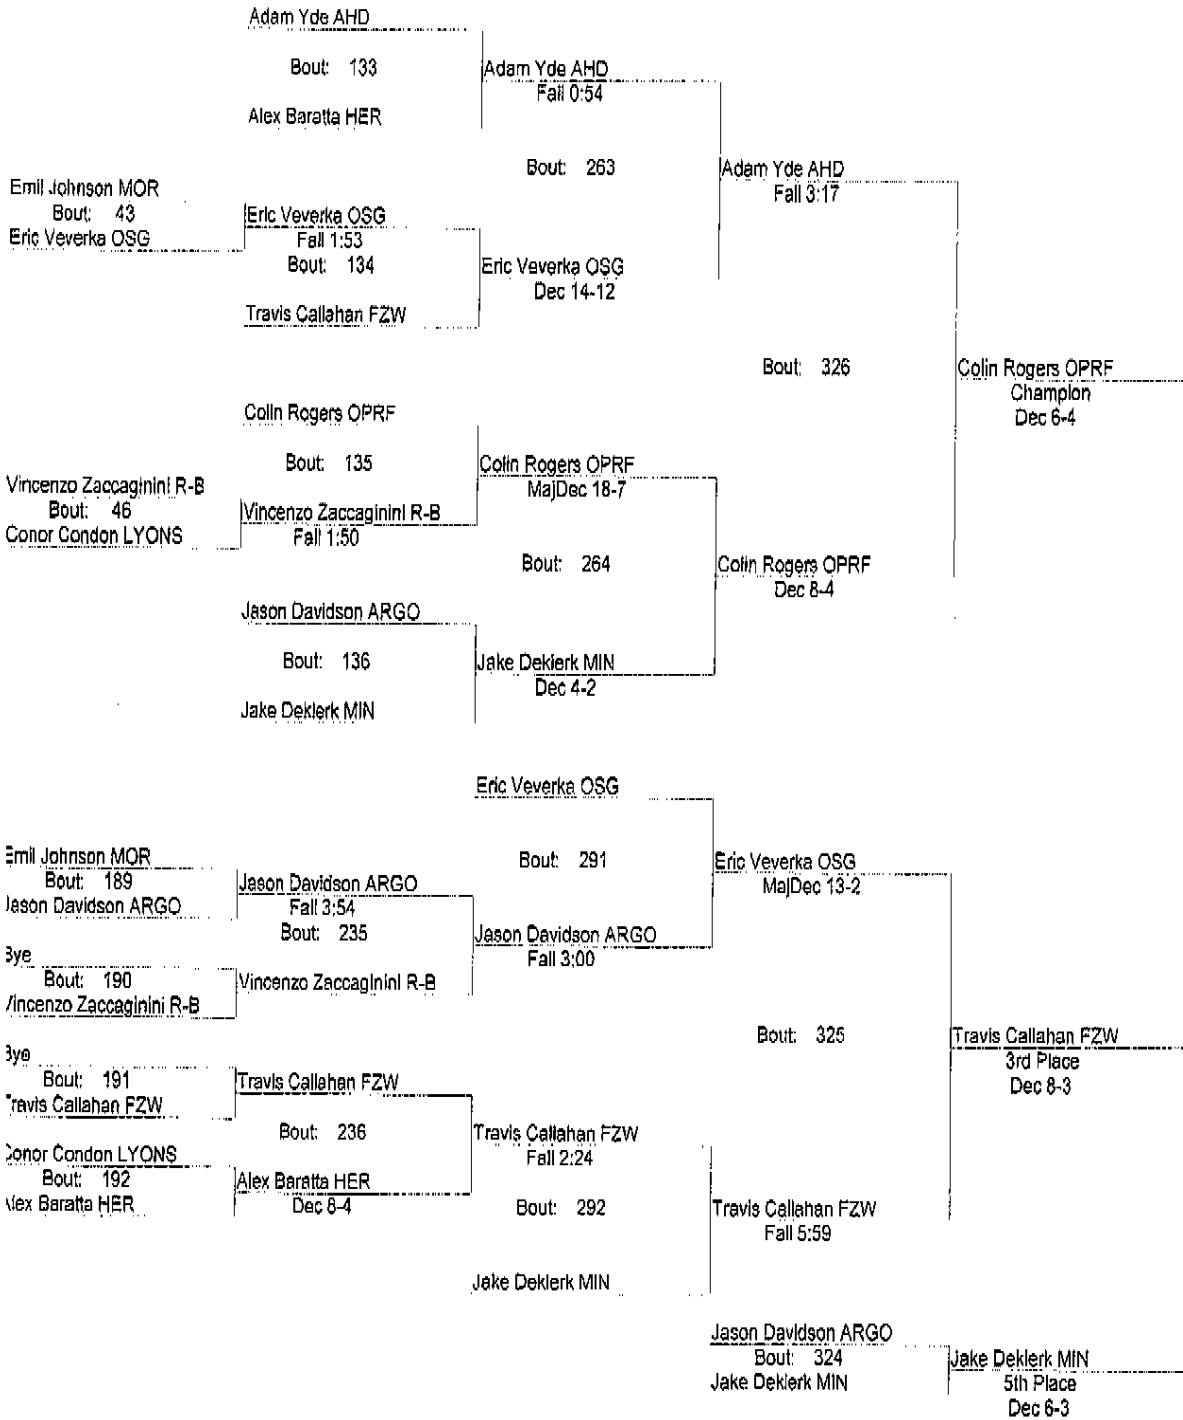 Adam Yde AHD
Bout: 133
Alex Baratta HER
Adam Yde AHD
Fall 0:54
Bout: 263
Adam Yde AHD
Fall 3:17
Emil Johnson MOR
Bout: 43
Eric Veverka OSG
Eric Veverka OSG
Fall 1:53
Bout: 134
Travis Callahan FZW
Eric Veverka OSG
Dec 14-12
Bout: 326
Colin Rogers OPRF
Champion
Dec 6-4
Colin Rogers OPRF
Bout: 135
Vincenzo Zaccaginini R-B
Bout: 46
Conor Condon LYONS
Vincenzo Zaccaginini R-B
Fall 1:50
Colin Rogers OPRF
MajDec 18-7
Bout: 264
Colin Rogers OPRF
Dec 8-4
Jason Davidson ARGO
Bout: 136
Jake Deklerk MIN
Jake Deklerk MIN
Dec 4-2
Eric Veverka OSG
Bout: 291
Eric Veverka OSG
MajDec 13-2
Emil Johnson MOR
Bout: 189
Jason Davidson ARGO
Jason Davidson ARGO
Fall 3:54
Bout: 235
Jason Davidson ARGO
Fall 3:00
Bye
Bout: 190
Vincenzo Zaccaginini R-B
Vincenzo Zaccaginini R-B
Bout: 325
Travis Callahan FZW
3rd Place
Dec 8-3
Bye
Bout: 191
Travis Callahan FZW
Travis Callahan FZW
Bout: 236
Travis Callahan FZW
Fall 2:24
Conor Condon LYONS
Bout: 192
Alex Baratta HER
Alex Baratta HER
Dec 8-4
Bout: 292
Travis Callahan FZW
Fall 5:59
Jake Deklerk MIN
Jason Davidson ARGO
Bout: 324
Jake Deklerk MIN
Jake Deklerk MIN
5th Place
Dec 6-3